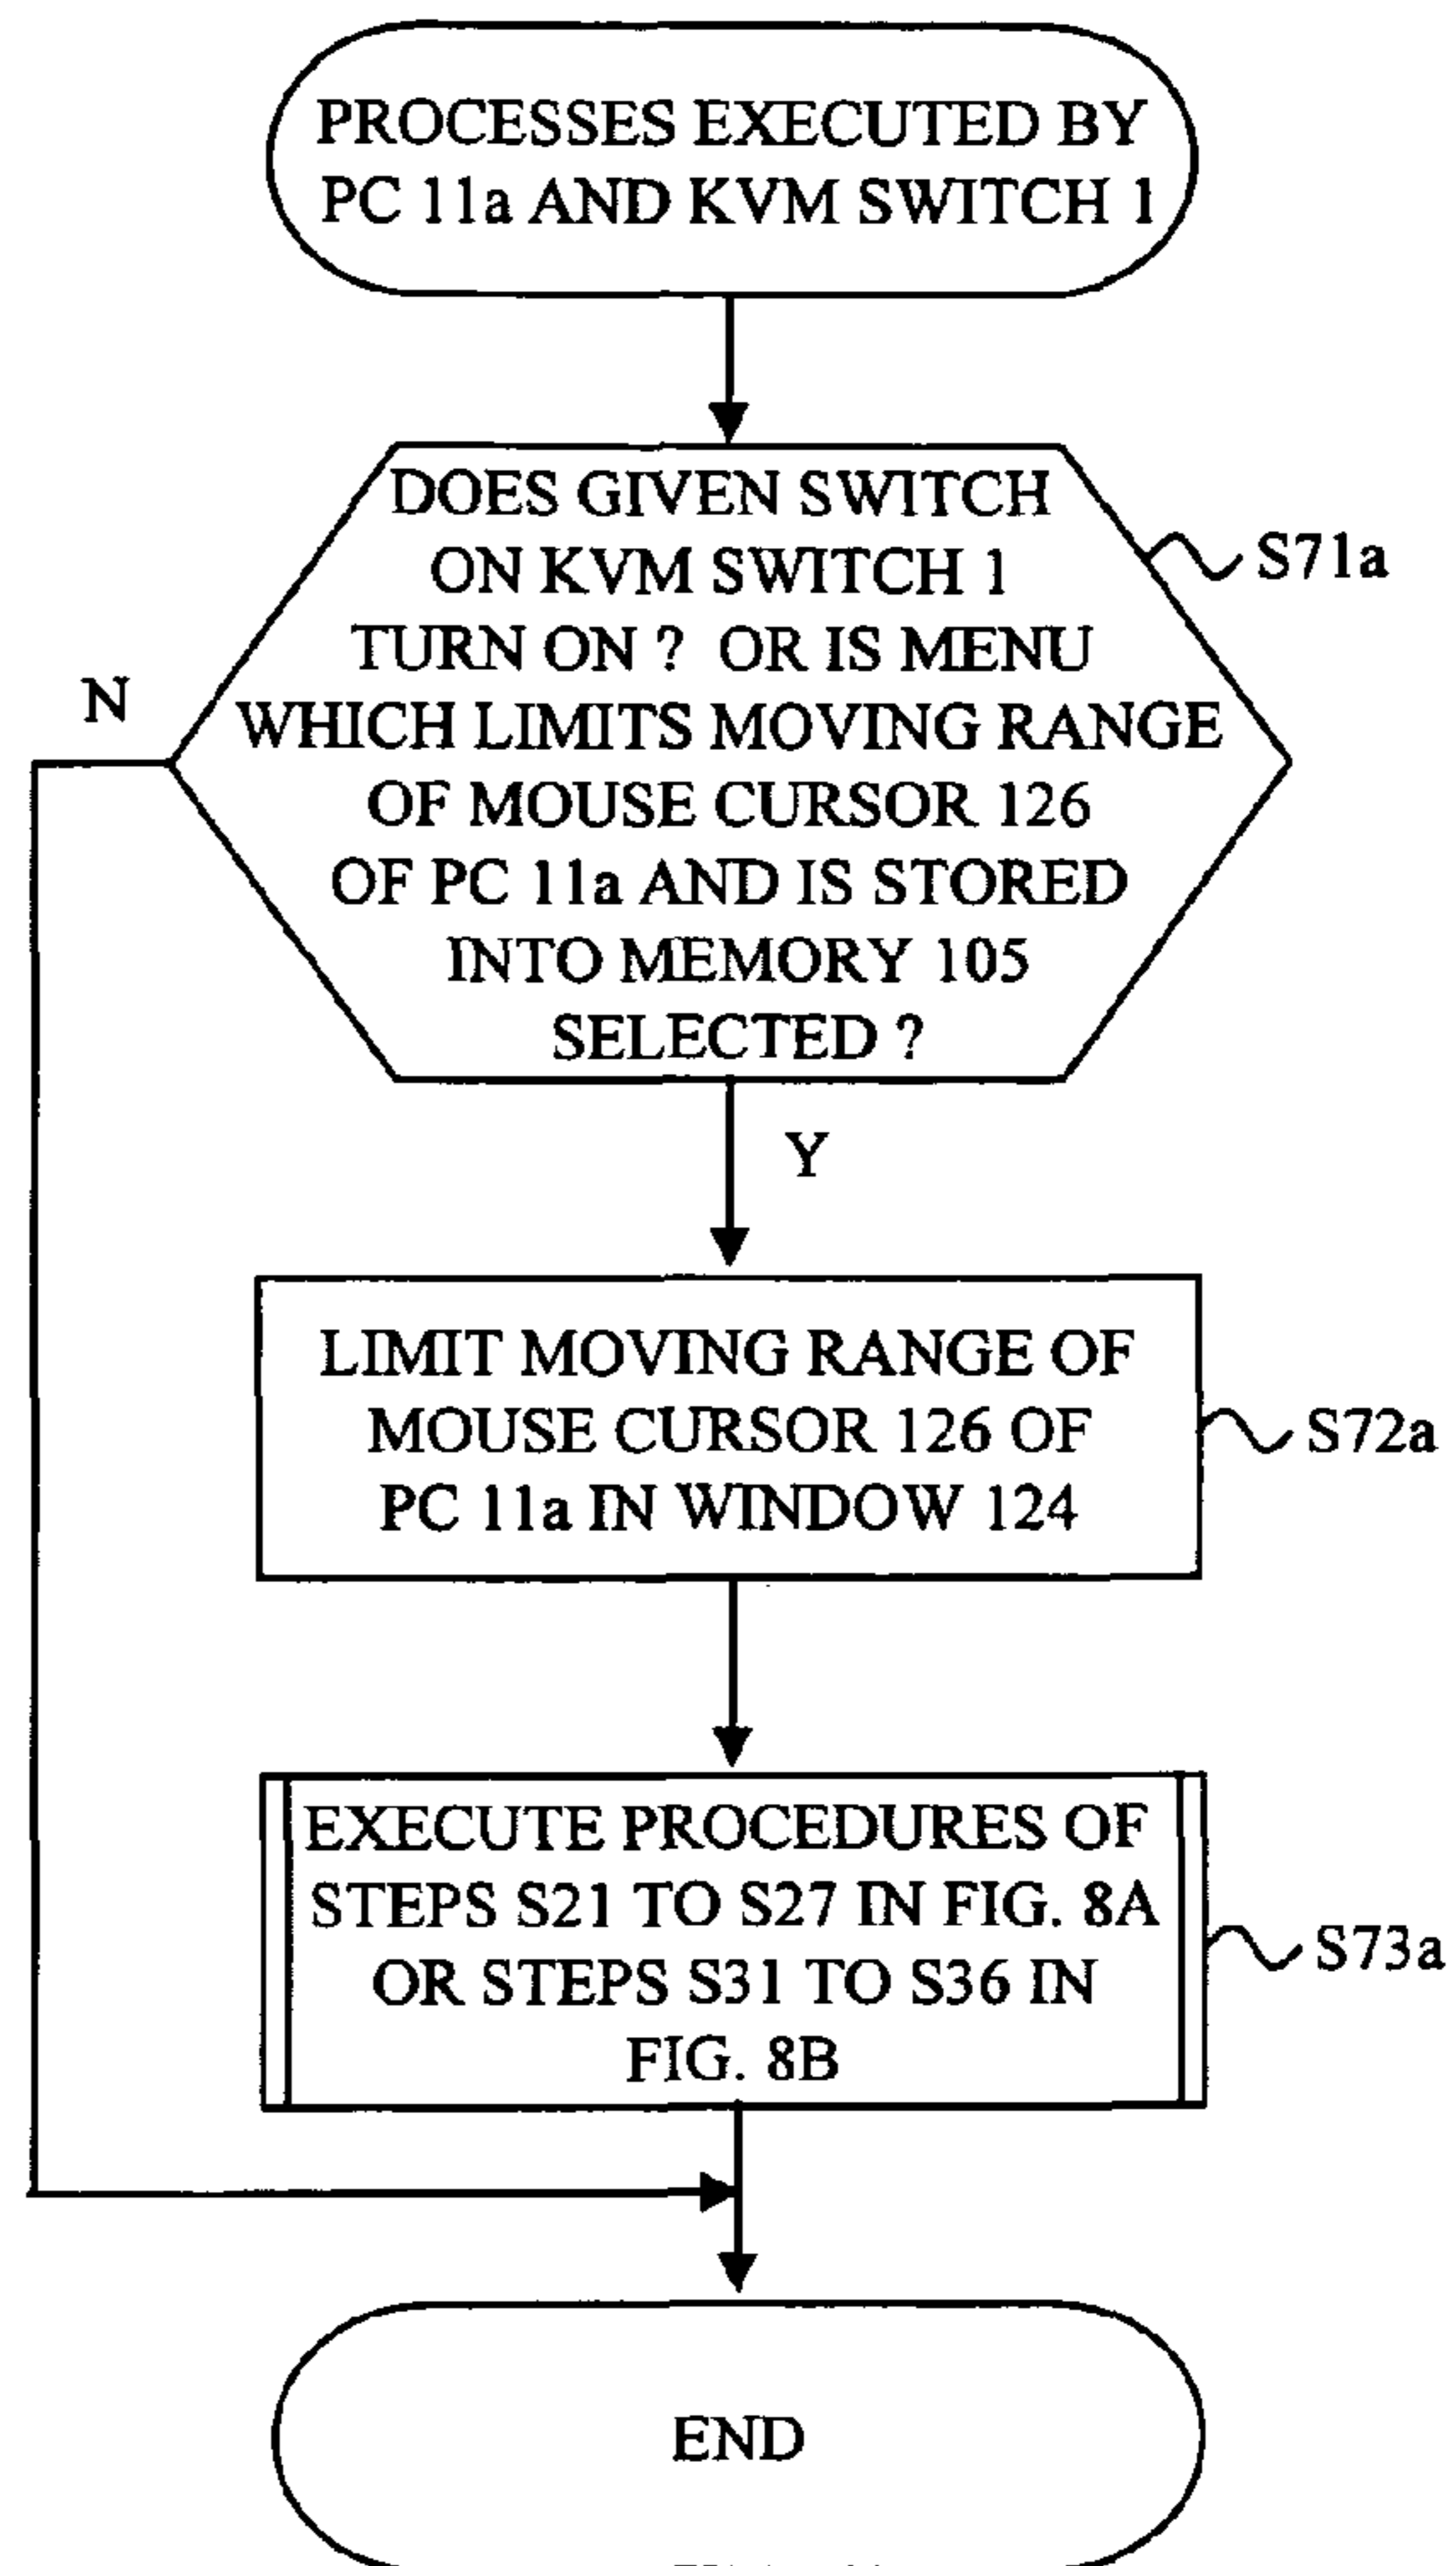 PROCESSES EXECUTED BY
PC 11a AND KVM SWITCH 1
DOES GIVEN SWITCH
ON KVM SWITCH 1
TURN ON ? OR IS MENU
WHICH LIMITS MOVING RANGE
OF MOUSE CURSOR 126
OF PC 11a AND IS STORED
INTO MEMORY 105
SELECTED ?
S71a
N
Y
LIMIT MOVING RANGE OF
MOUSE CURSOR 126 OF
PC 11a IN WINDOW 124
S72a
EXECUTE PROCEDURES OF
STEPS S21 TO S27 IN FIG. 8A
OR STEPS S31 TO S36 IN
FIG. 8B
S73a
END